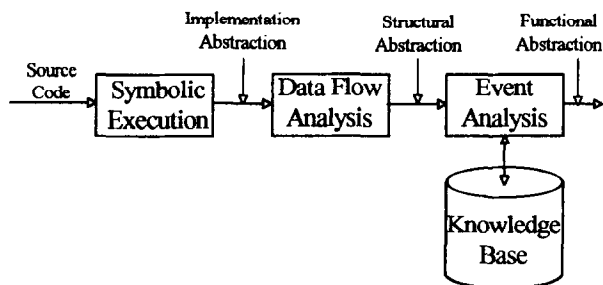 Implementation
Abstraction
Structural
Abstraction
Functional
Abstraction
Source
Code
Symbolic
Execution
Data Flow
Analysis
Event
Analysis
Knowledge
Base